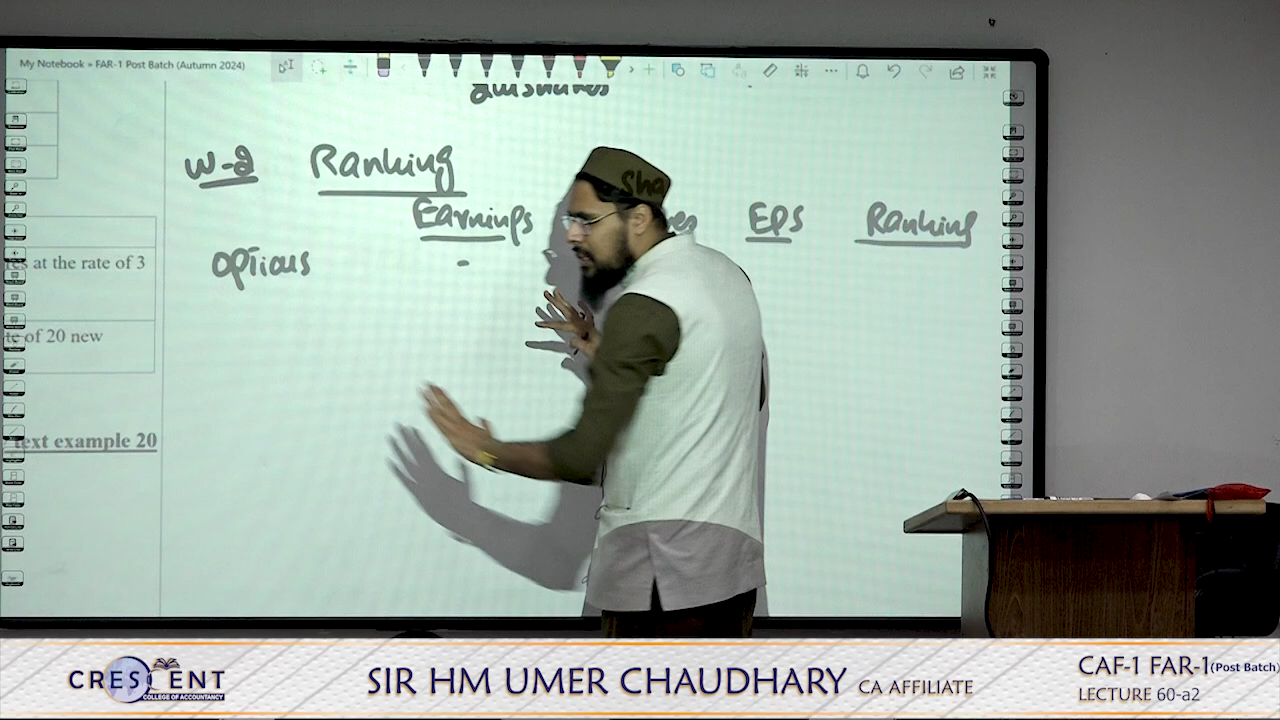 My Notebook » FAR-1 Post Batch (Autumn 2024)
W-2 Ranking
Earnings Sha es EPS Ranking
at the rate of 3
options -
of 20 new
text example 20
CRESCENT
COLLEGE OF ACCOUNTANCY
SIR HM UMER CHAUDHARY CA AFFILIATE
CAF-1 FAR-1 (Post Batch)
LECTURE 60-a2